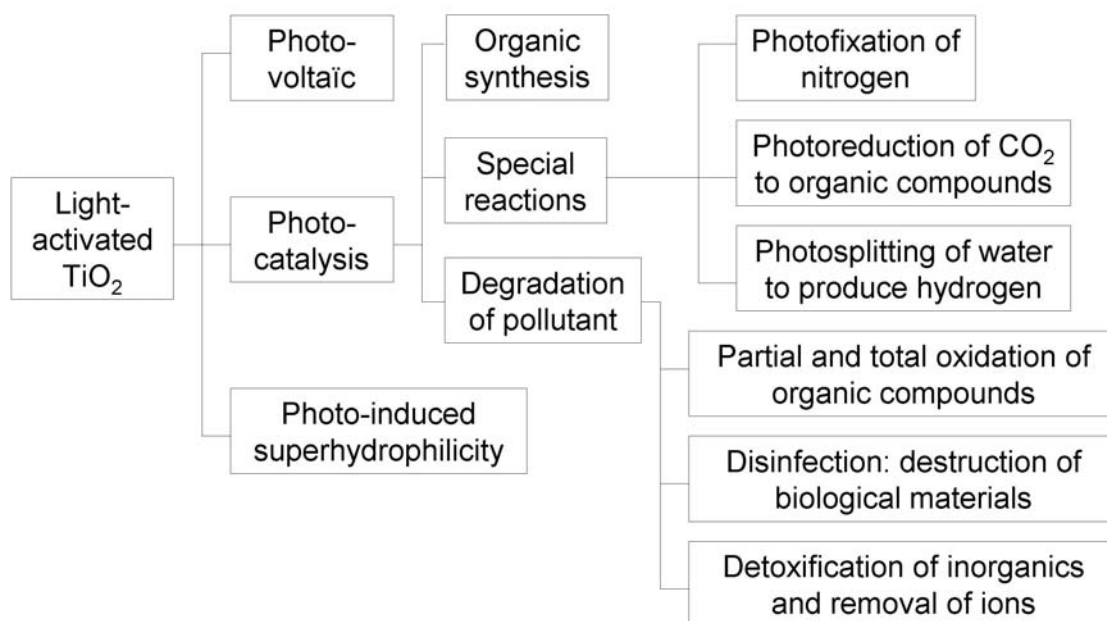 Light-
activated
TiO₂
Photo-
voltaïc
Photo-
catalysis
Photo-induced
superhydrophilicity
Organic
synthesis
Special
reactions
Degradation
of pollutant
Photofixation of
nitrogen
Photoreduction of CO₂
to organic compounds
Photosplitting of water
to produce hydrogen
Partial and total oxidation of
organic compounds
Disinfection: destruction of
biological materials
Detoxification of inorganics
and removal of ions